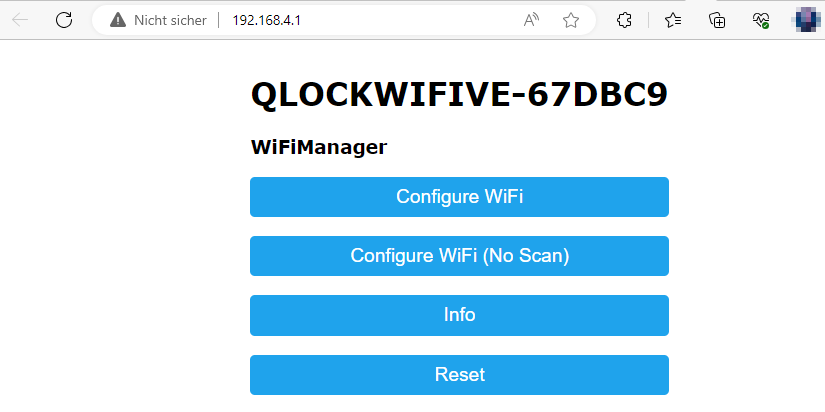 Nicht sicher 192.168.4.1
QLOCKWIFIVE-67DBC9
WiFiManager
Configure WiFi
Configure WiFi (No Scan)
Info
Reset